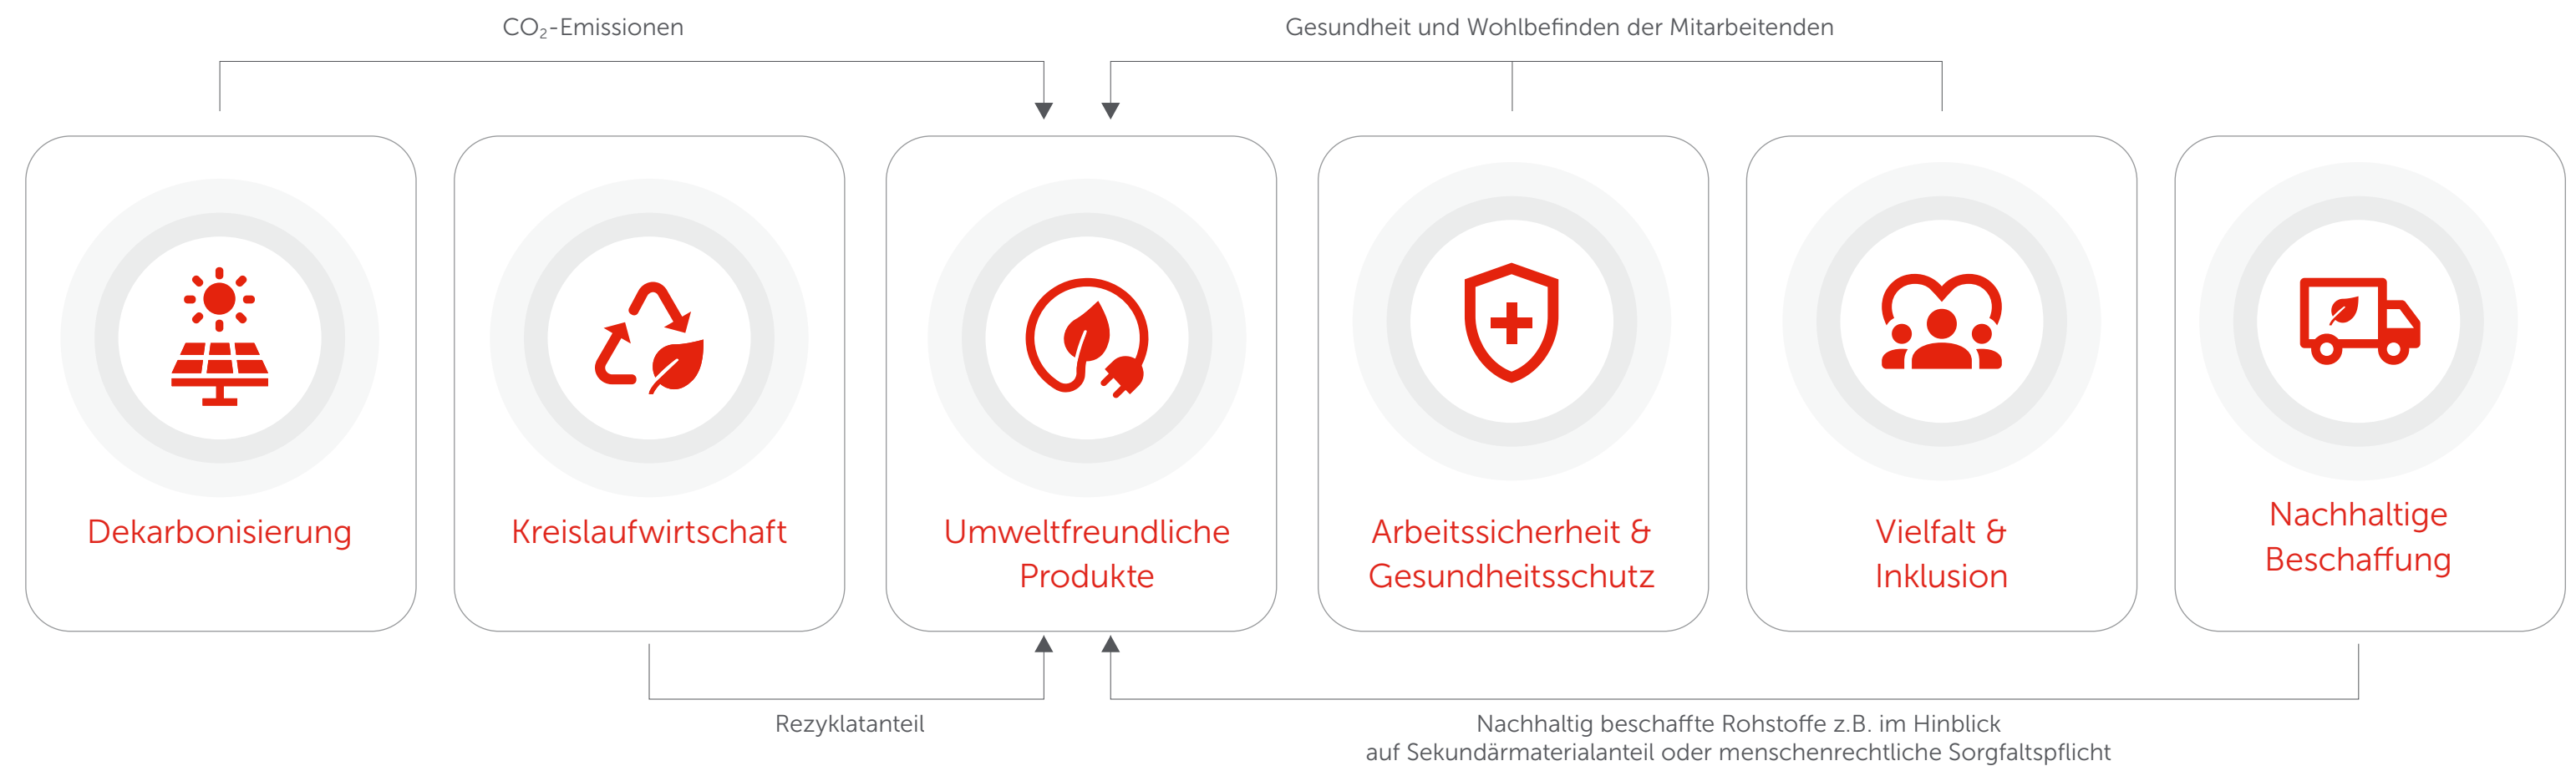 CO₂-Emissionen
Gesundheit und Wohlbefinden der Mitarbeitenden
Dekarbonisierung
Kreislaufwirtschaft
Umweltfreundliche
Produkte
Arbeitssicherheit &
Gesundheitsschutz
Vielfalt &
Inklusion
Nachhaltige
Beschaffung
Rezyklatanteil
Nachhaltig beschaffte Rohstoffe z.B. im Hinblick
auf Sekundärmaterialanteil oder menschenrechtliche Sorgfaltspflicht